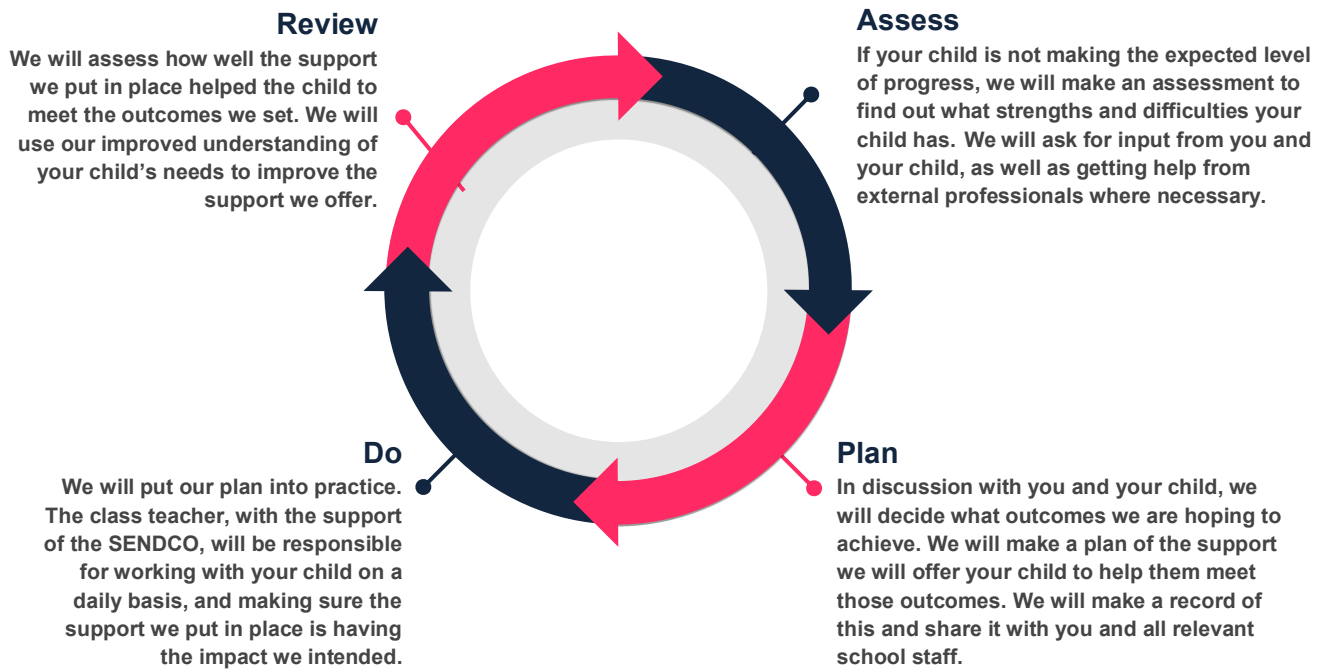 Review
We will assess how well the support
we put in place helped the child to
meet the outcomes we set. We will
use our improved understanding of
your child’s needs to improve the
support we offer.
Assess
If your child is not making the expected level
of progress, we will make an assessment to
find out what strengths and difficulties your
child has. We will ask for input from you and
your child, as well as getting help from
external professionals where necessary.
Do
We will put our plan into practice.
The class teacher, with the support
of the SENDCO, will be responsible
for working with your child on a
daily basis, and making sure the
support we put in place is having
the impact we intended.
Plan
In discussion with you and your child, we
will decide what outcomes we are hoping to
achieve. We will make a plan of the support
we will offer your child to help them meet
those outcomes. We will make a record of
this and share it with you and all relevant
school staff.